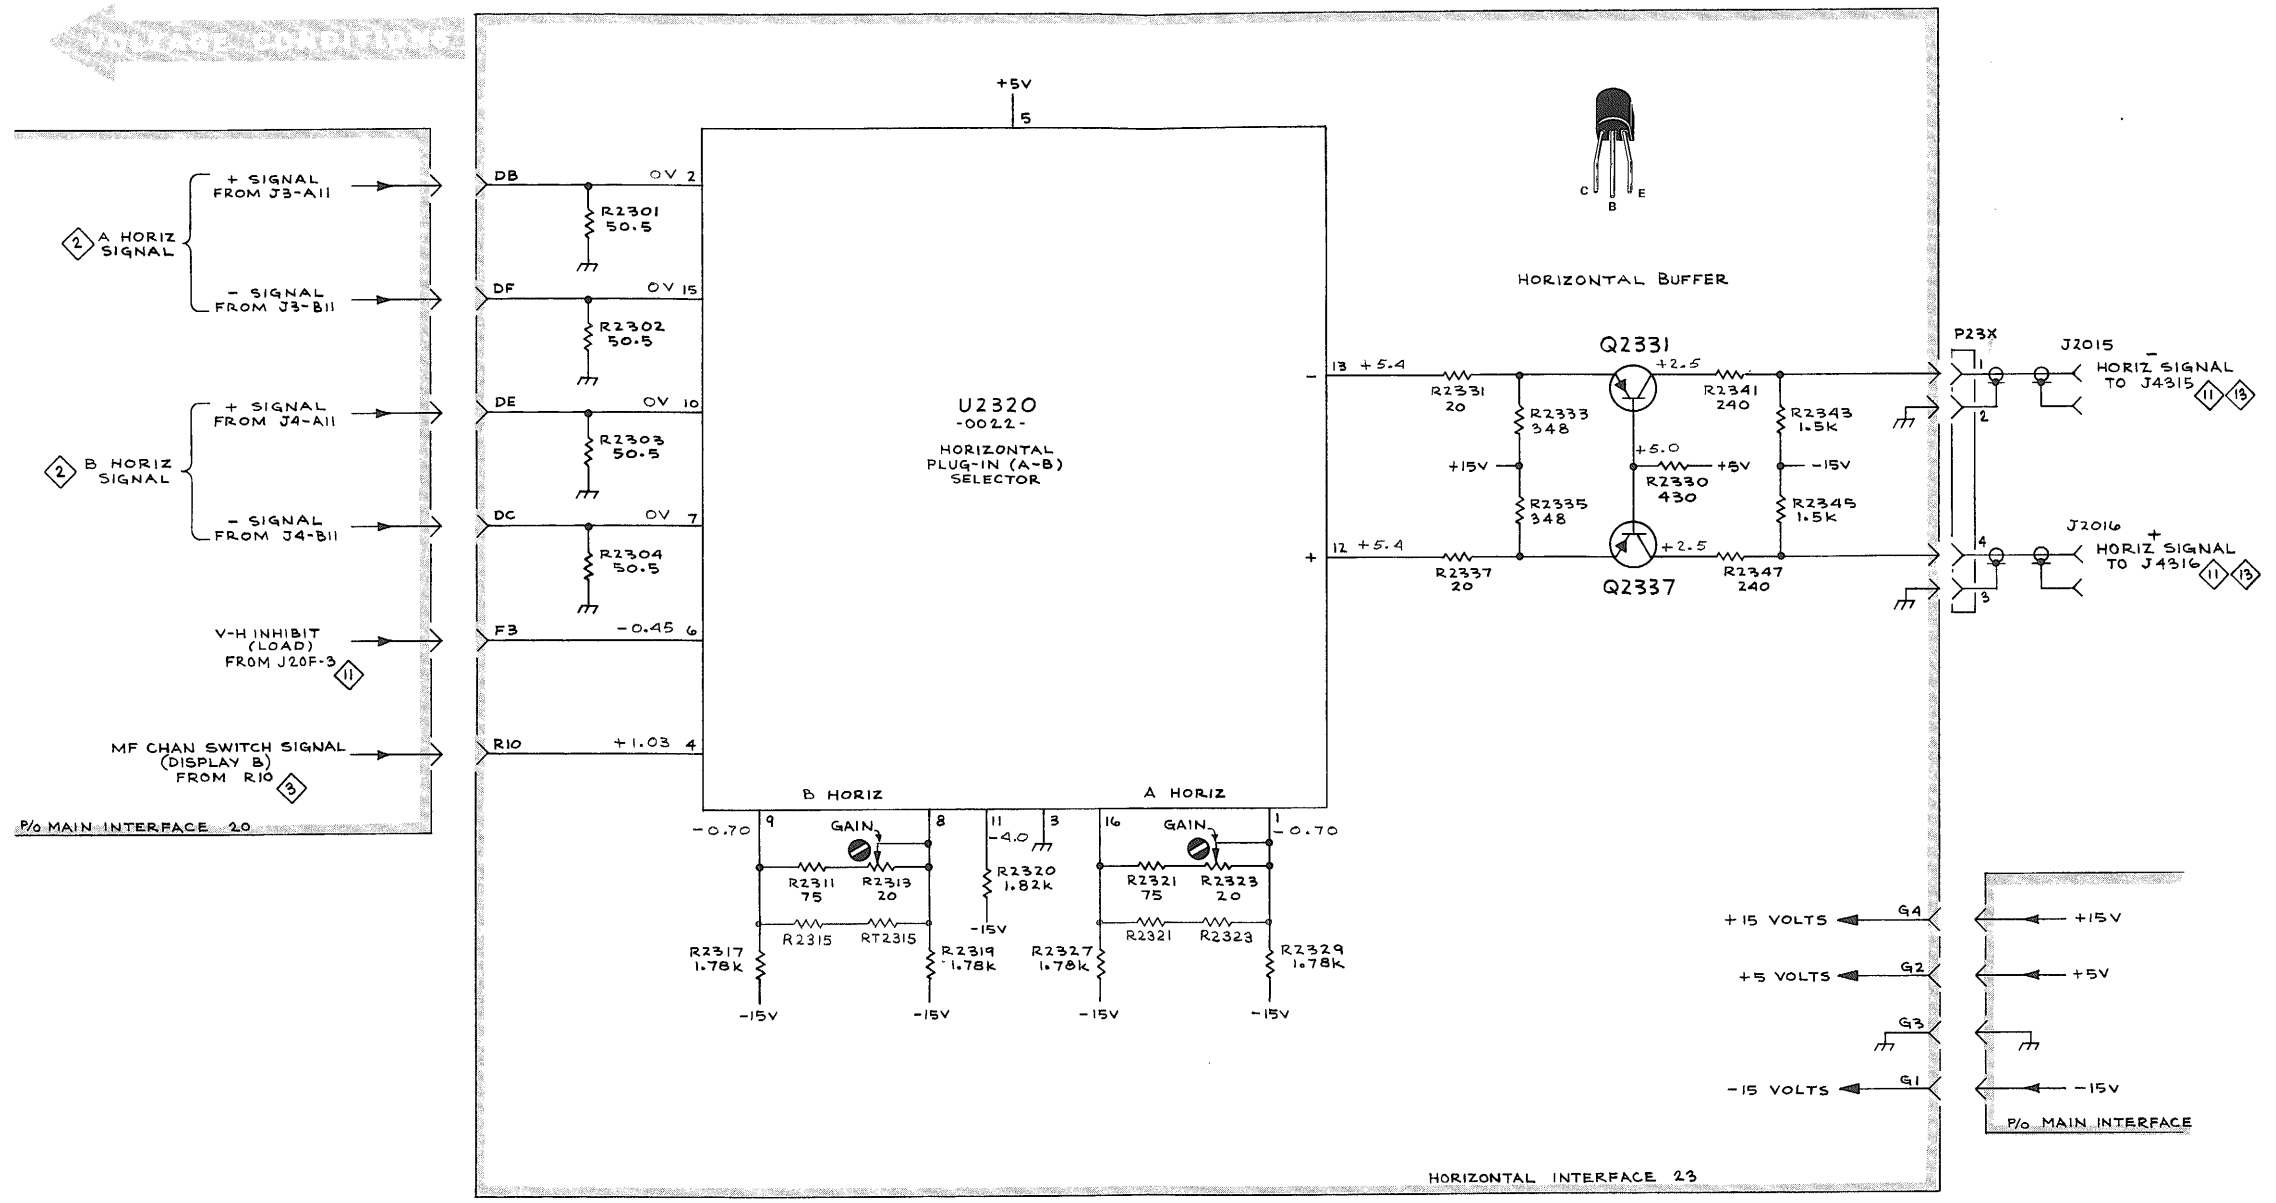 VOLTAGE CONDITIONS
+5V
5
+ SIGNAL
FROM J3-A11
2
A HORIZ
SIGNAL
- SIGNAL
FROM J3-B11
+ SIGNAL
FROM J4-A11
2
B HORIZ
SIGNAL
- SIGNAL
FROM J4-B11
V-H INHIBIT
(LOAD)
FROM J20F-3
11
MF CHAN SWITCH SIGNAL
(DISPLAY B)
FROM R10
3
P/O MAIN INTERFACE 20
DB
0V 2
R2301
50.5
DF
0V 15
R2302
50.5
DE
0V 10
R2303
50.5
DC
0V 7
R2304
50.5
F3
-0.45 6
R10
+1.03 4
U2320
-0022-
HORIZONTAL
PLUG-IN (A-B)
SELECTOR
B HORIZ
A HORIZ
-0.70 9
GAIN
8
11
-4.0
3
16
GAIN
1
-0.70
R2311
75
R2313
20
R2320
1.82K
-15V
R2321
75
R2323
20
R2315
RT2315
R2321
R2323
R2317
1.78K
R2319
1.78K
R2327
1.78K
R2329
1.78K
-15V
-15V
-15V
-15V
C
B
E
HORIZONTAL BUFFER
- 13 +5.4
R2331
20
Q2331
+2.5
R2341
240
R2333
348
R2343
1.5K
+15V
+5.0
+5V
R2330
430
-15V
R2335
348
R2345
1.5K
+ 12 +5.4
R2337
20
+2.5
Q2337
R2347
240
P23X
1
2
4
3
J2015
-
HORIZ SIGNAL
TO J4315
11 13
J2016
+
HORIZ SIGNAL
TO J4316
11 13
+15 VOLTS
G4
+15V
+5 VOLTS
G2
+5V
G3
-15 VOLTS
G1
-15V
P/O MAIN INTERFACE
HORIZONTAL INTERFACE 23